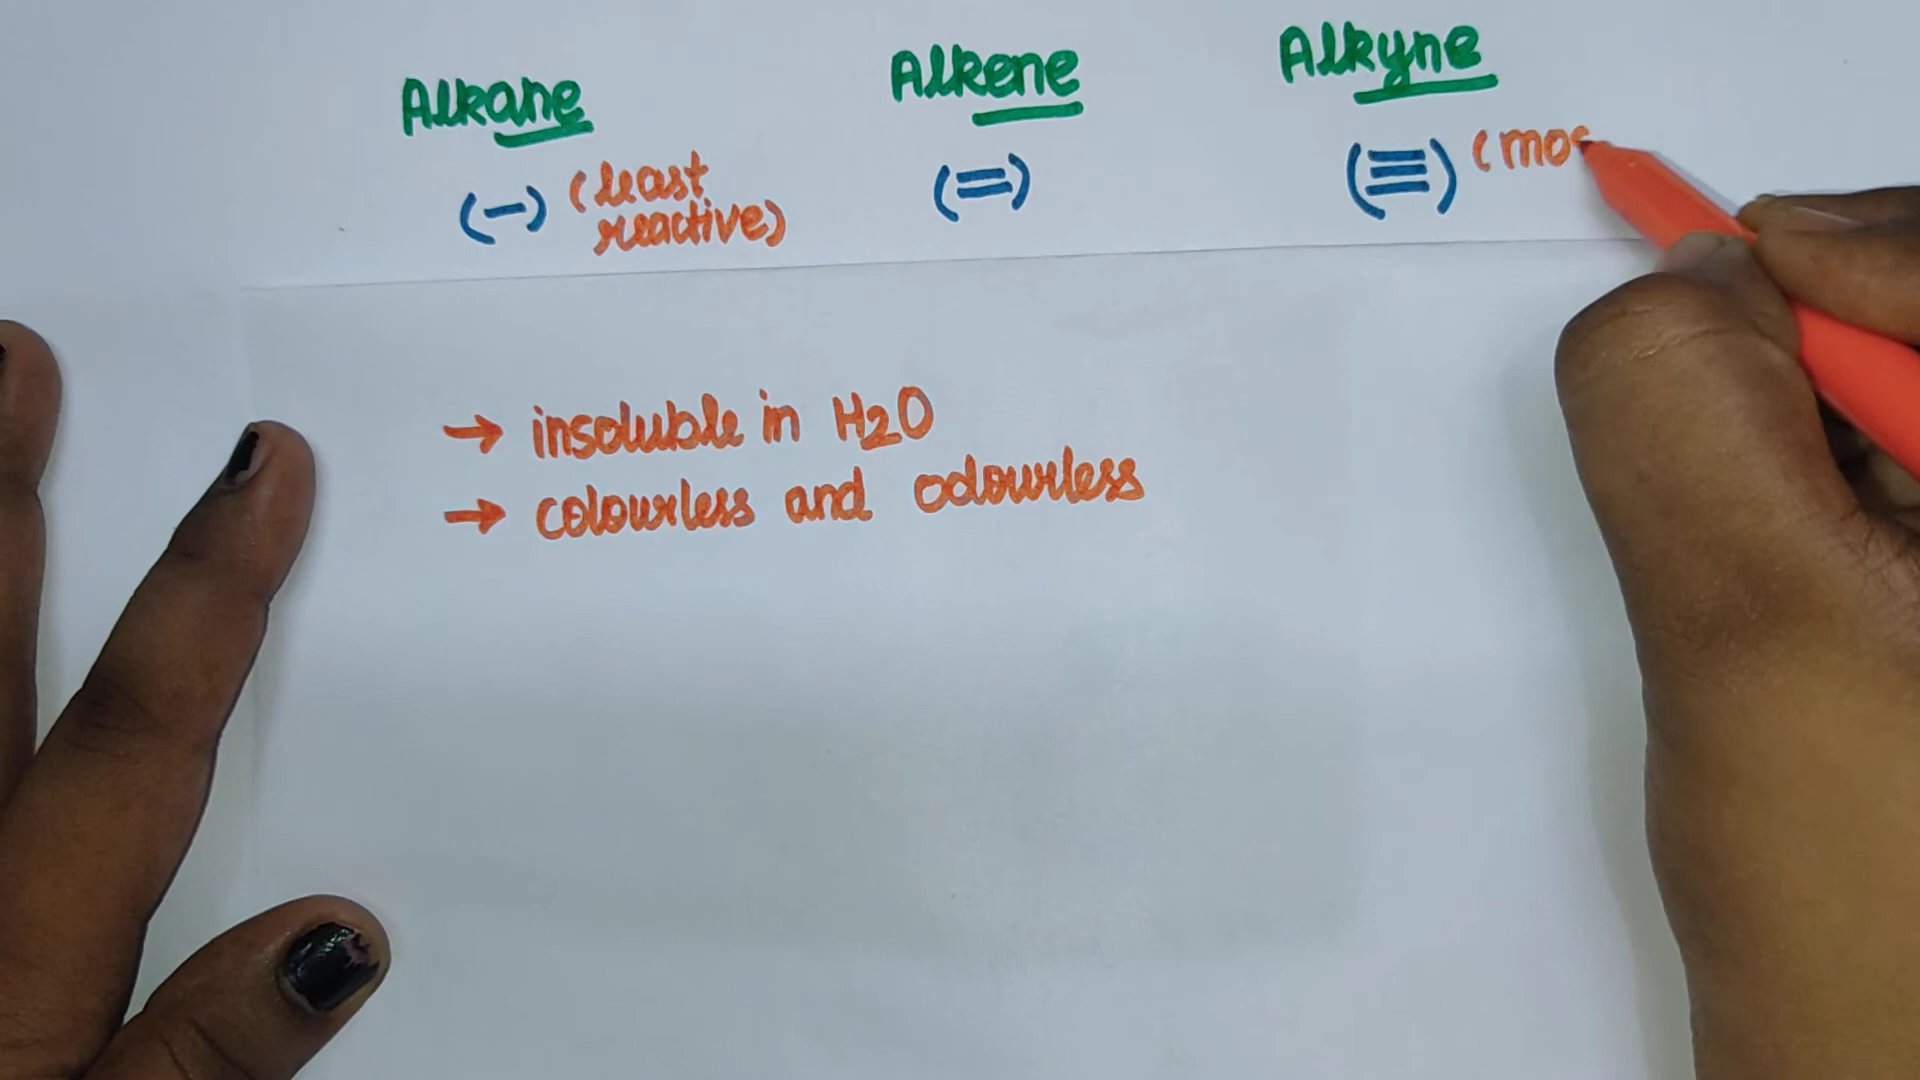 Alkane Alkene Alkyne
(-) (least reactive) (=) (≡) (mos
→ insoluble in H2O
→ colourless and odourless